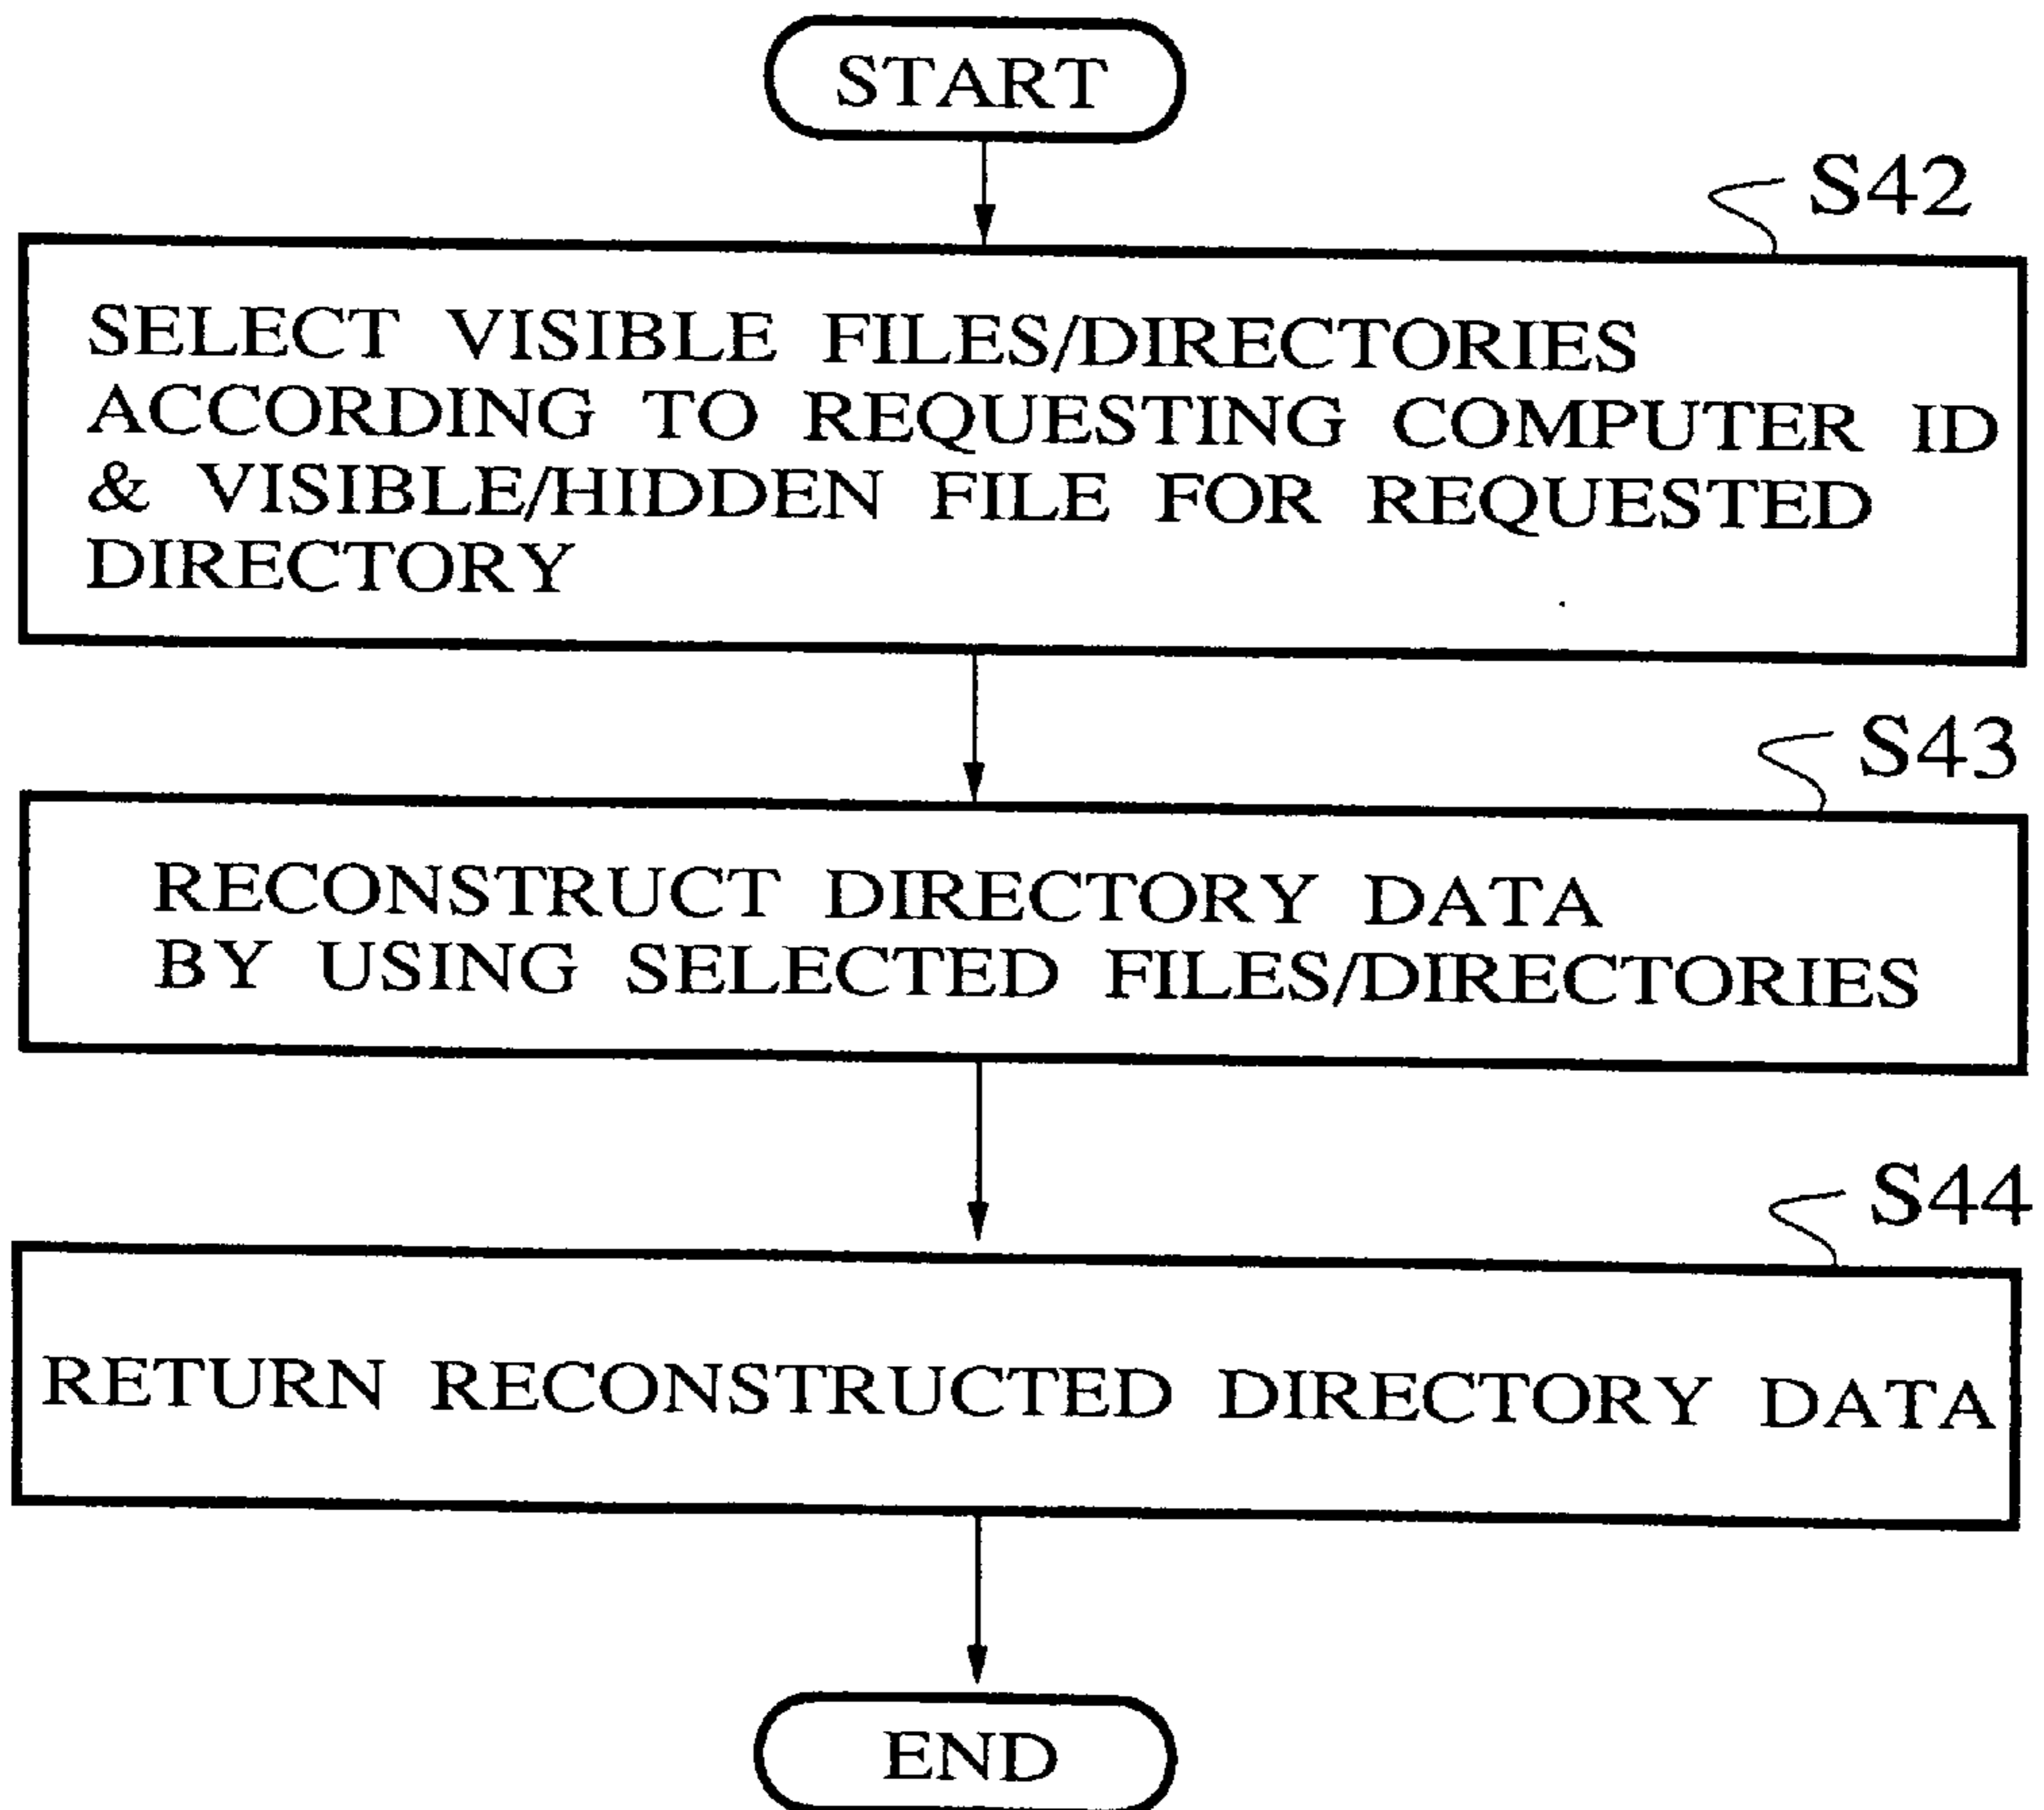 START
S42
SELECT VISIBLE FILES/DIRECTORIES
ACCORDING TO REQUESTING COMPUTER ID
& VISIBLE/HIDDEN FILE FOR REQUESTED
DIRECTORY
S43
RECONSTRUCT DIRECTORY DATA
BY USING SELECTED FILES/DIRECTORIES
S44
RETURN RECONSTRUCTED DIRECTORY DATA
END